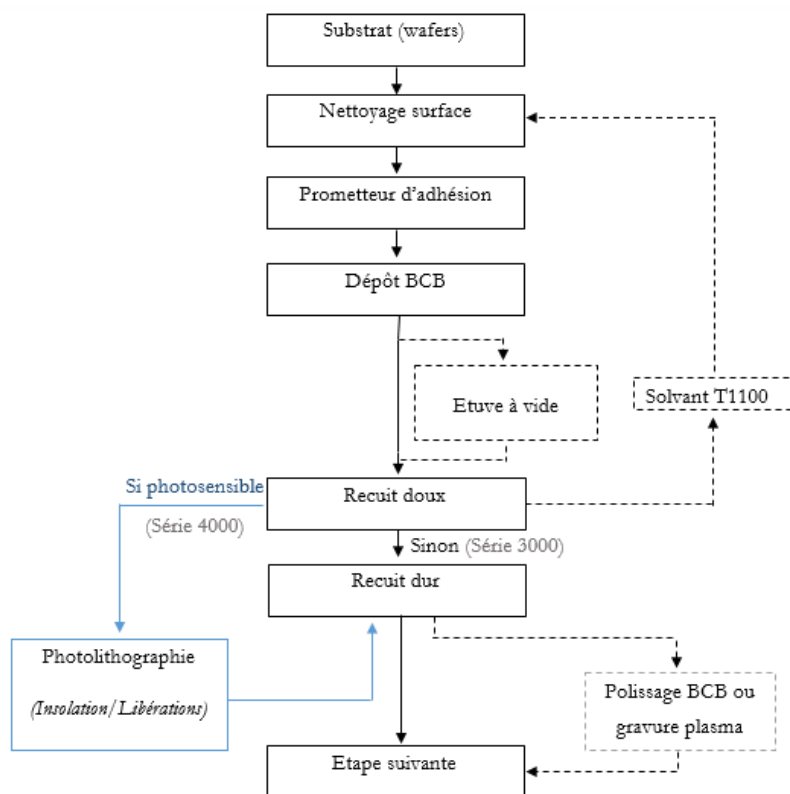 Substrat (wafers)
Nettoyage surface
Prometteur d'adhésion
Dépôt BCB
Etuve à vide
Solvant T1100
Si photosensible
(Série 4000)
Recuit doux
Sinon (Série 3000)
Recuit dur
Photolithographie
(Insolation/Libérations)
Polissage BCB ou
gravure plasma
Etape suivante